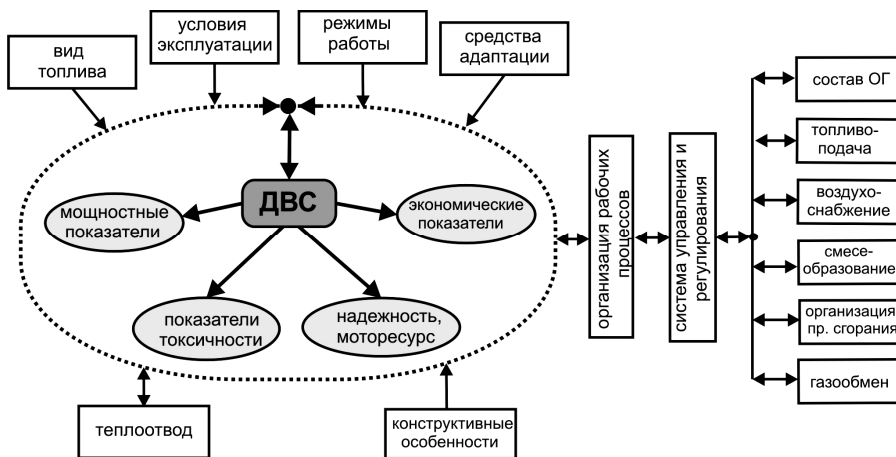 вид
топлива
условия
эксплуатации
режимы
работы
средства
адаптации
ДВС
мощностные
показатели
экономические
показатели
показатели
токсичности
надежность,
моторесурс
теплоотвод
конструктивные
особенности
организация рабочих
процессов
система управления и
регулирования
состав ОГ
топливо-
подача
воздухо-
снабжение
смесе-
образование
организация
пр. сгорания
газообмен